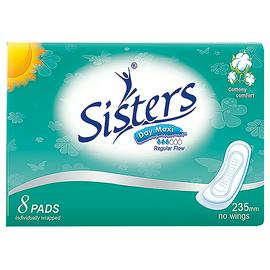 ®
Sisters
Cottony
comfort
Day Maxi
Regular Flow
8 PADS
Individually wrapped
235mm
no wings